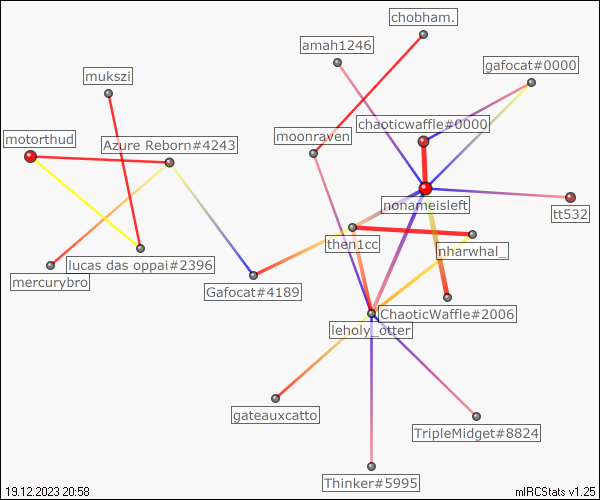 chobham.
amah1246
gafocat#0000
mukszi
chaoticwaffle#0000
motorthud
Azure Reborn#4243
moonraven
nonameisleft
tt532
then1cc
nharwhal_
lucas das oppai#2396
mercurybro
Gafocat#4189
ChaoticWaffle#2006
leholy_otter
gateauxcatto
TripleMidget#8824
Thinker#5995
19.12.2023 20:58
mIRCStats v1.25